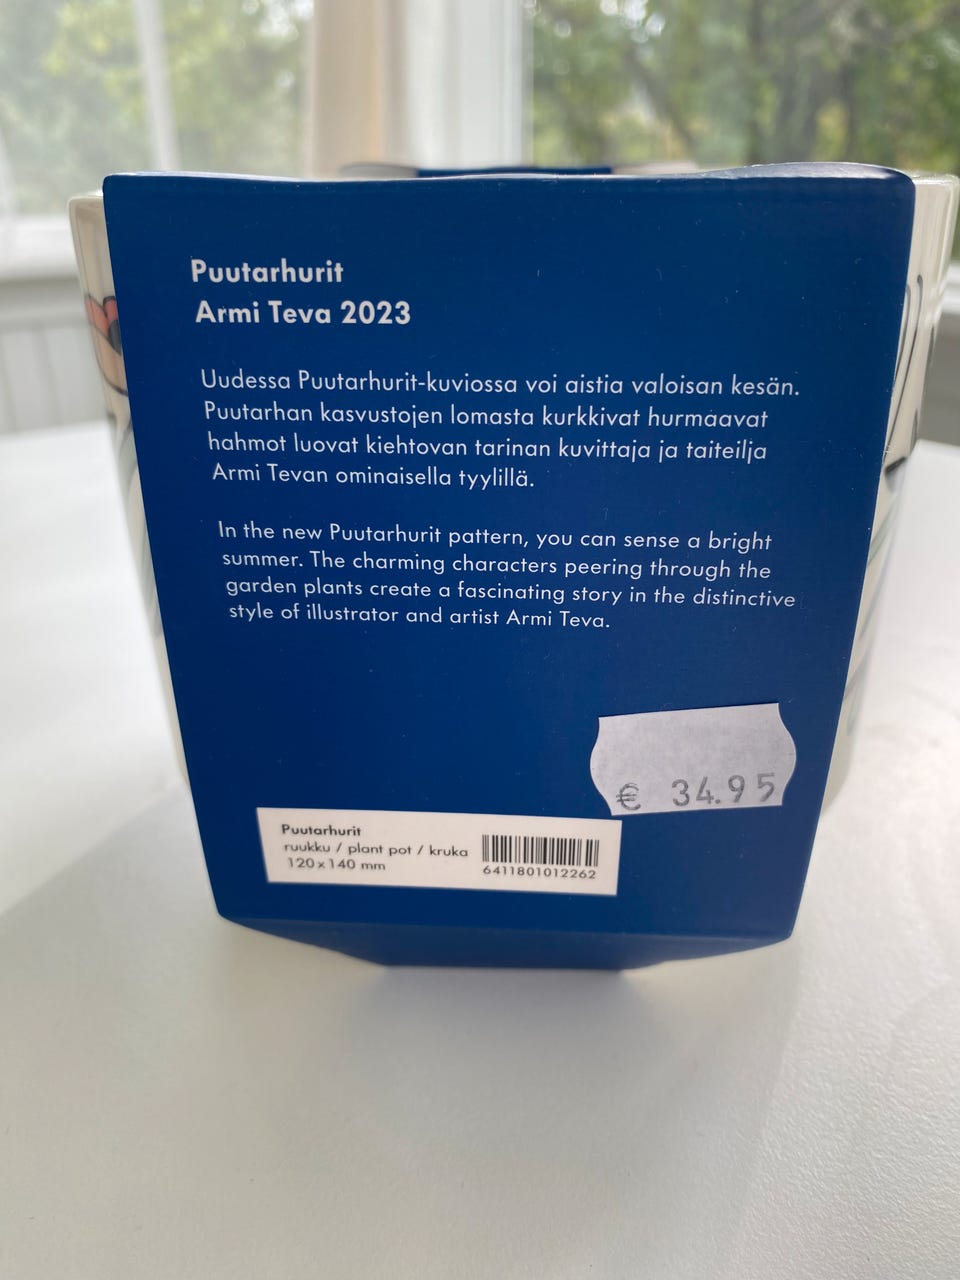 Puutarhurit
Armi Teva 2023
Uudessa Puutarhurit-kuviossa voi aistia valoisan kesän.
Puutarhan kasvustojen lomasta kurkkivat hurmaavat
hahmot luovat kiehtovan tarinan kuvittaja ja taiteilja
Armi Tevan ominaisella tyylillä.
In the new Puutarhurit pattern, you can sense a bright
summer. The charming characters peering through the
garden plants create a fascinating story in the distinctive
style of illustrator and artist Armi Teva.
€ 34.95
Puutarhurit
ruukku / plant pot / kruka
120x140 mm
6411801012262